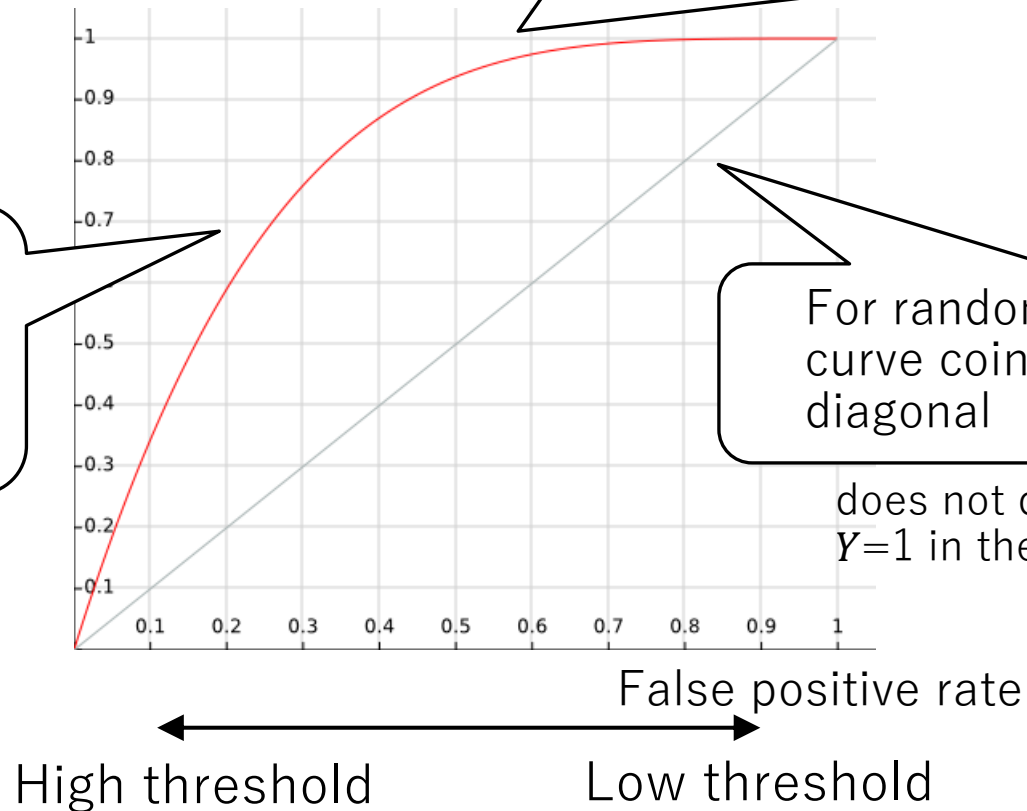 1
0.9
0.8
0.7
0.5
0.4
0.3
0.2
0.1
0.1 0.2 0.3 0.4 0.5 0.6 0.7 0.8 0.9 1
For
curve
diagonal
does not
Y=1 in the
False positive rate
High threshold
Low threshold